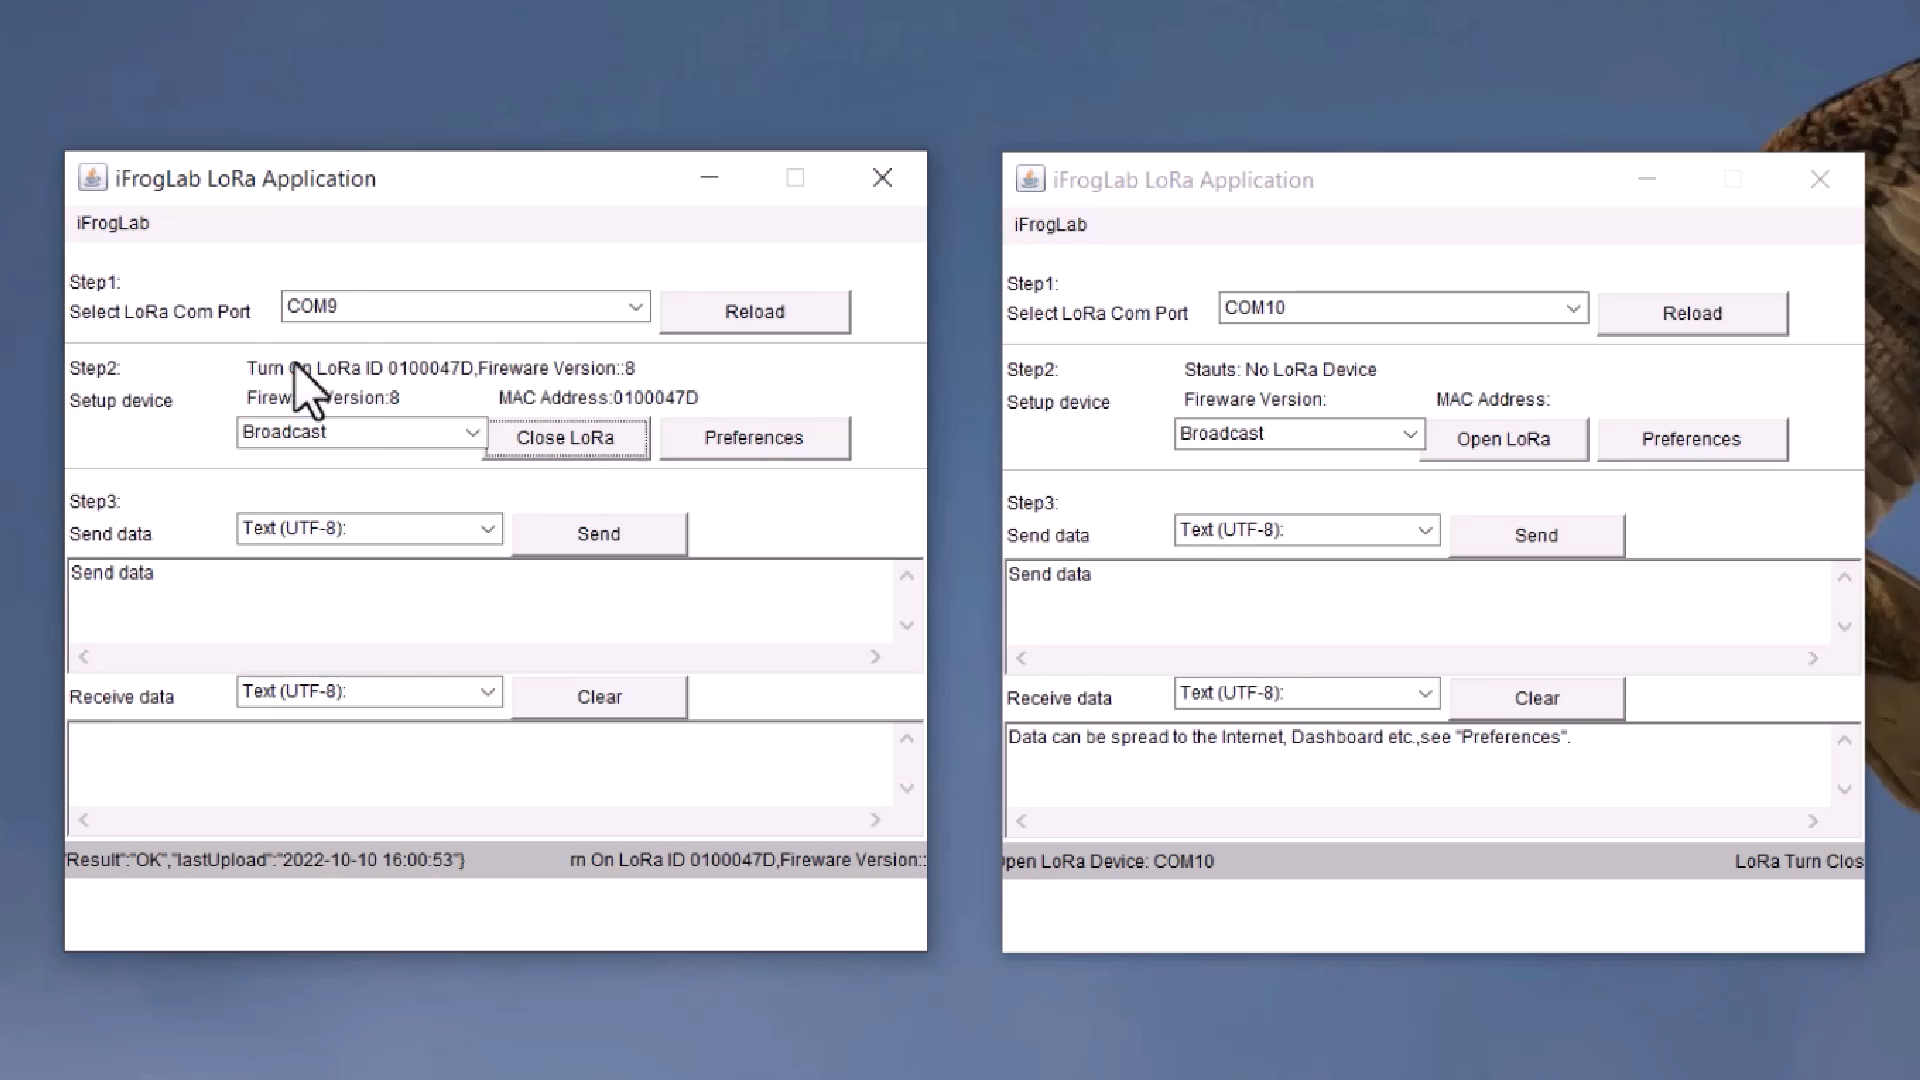 iFrogLab LoRa Application
iFrogLab
Step1:
Select LoRa Com Port COM9 Reload
Step2: Turn On LoRa ID 0100047D,Fireware Version::8
Setup device Version:8 MAC Address:0100047D
Broadcast Close LoRa Preferences
Step3:
Send data Text (UTF-8): Send
Send data
Receive data Text (UTF-8): Clear
"Result":"OK","lastUpload":"2022-10-10 16:00:53"} rn On LoRa ID 0100047D,Fireware Version::
iFrogLab LoRa Application
iFrogLab
Step1:
Select LoRa Com Port COM10 Reload
Step2: Stauts: No LoRa Device
Setup device Fireware Version: MAC Address:
Broadcast Open LoRa Preferences
Step3:
Send data Text (UTF-8): Send
Send data
Receive data Text (UTF-8): Clear
Data can be spread to the Internet, Dashboard etc.,see "Preferences".
pen LoRa Device: COM10 LoRa Turn Clos